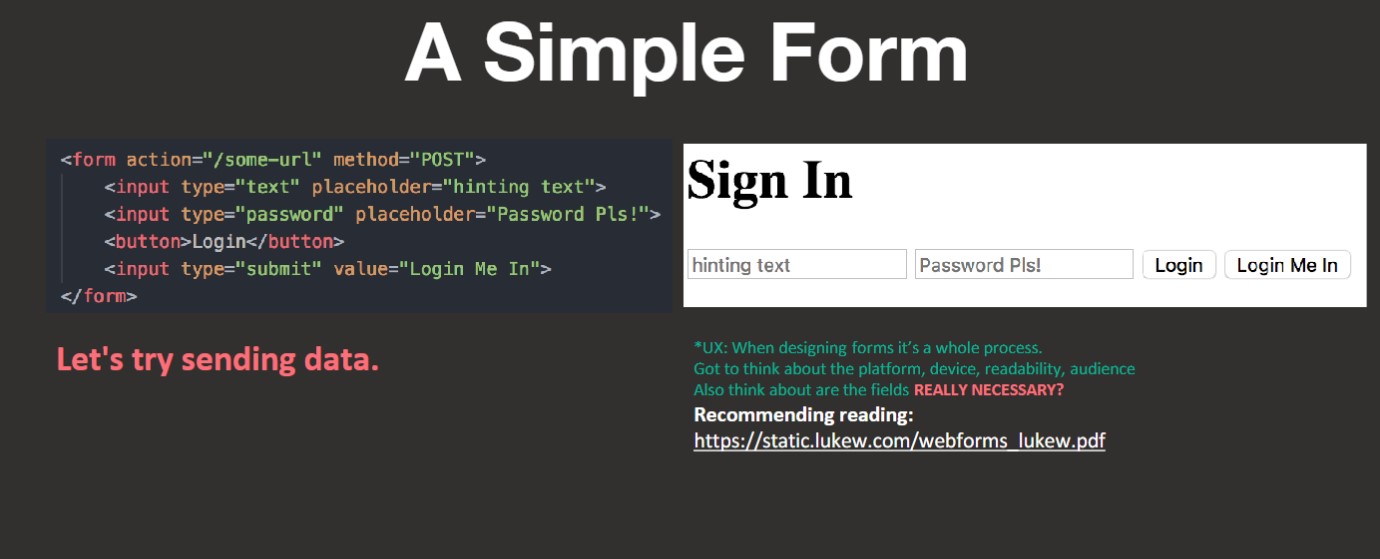 A Simple Form
<form action="/some-url" method="POST">
<input type="text" placeholder="hinting text">
<input type="password" placeholder="Password Pls!">
<button>Login</button>
<input type="submit" value="Login Me In">
</form>
Sign In
hinting text Password Pls! Login Login Me In
Let's try sending data.
*UX: When designing forms it’s a whole process.
Got to think about the platform, device, readability, audience
Also think about are the fields REALLY NECESSARY?
Recommending reading:
https://static.lukew.com/webforms_lukew.pdf